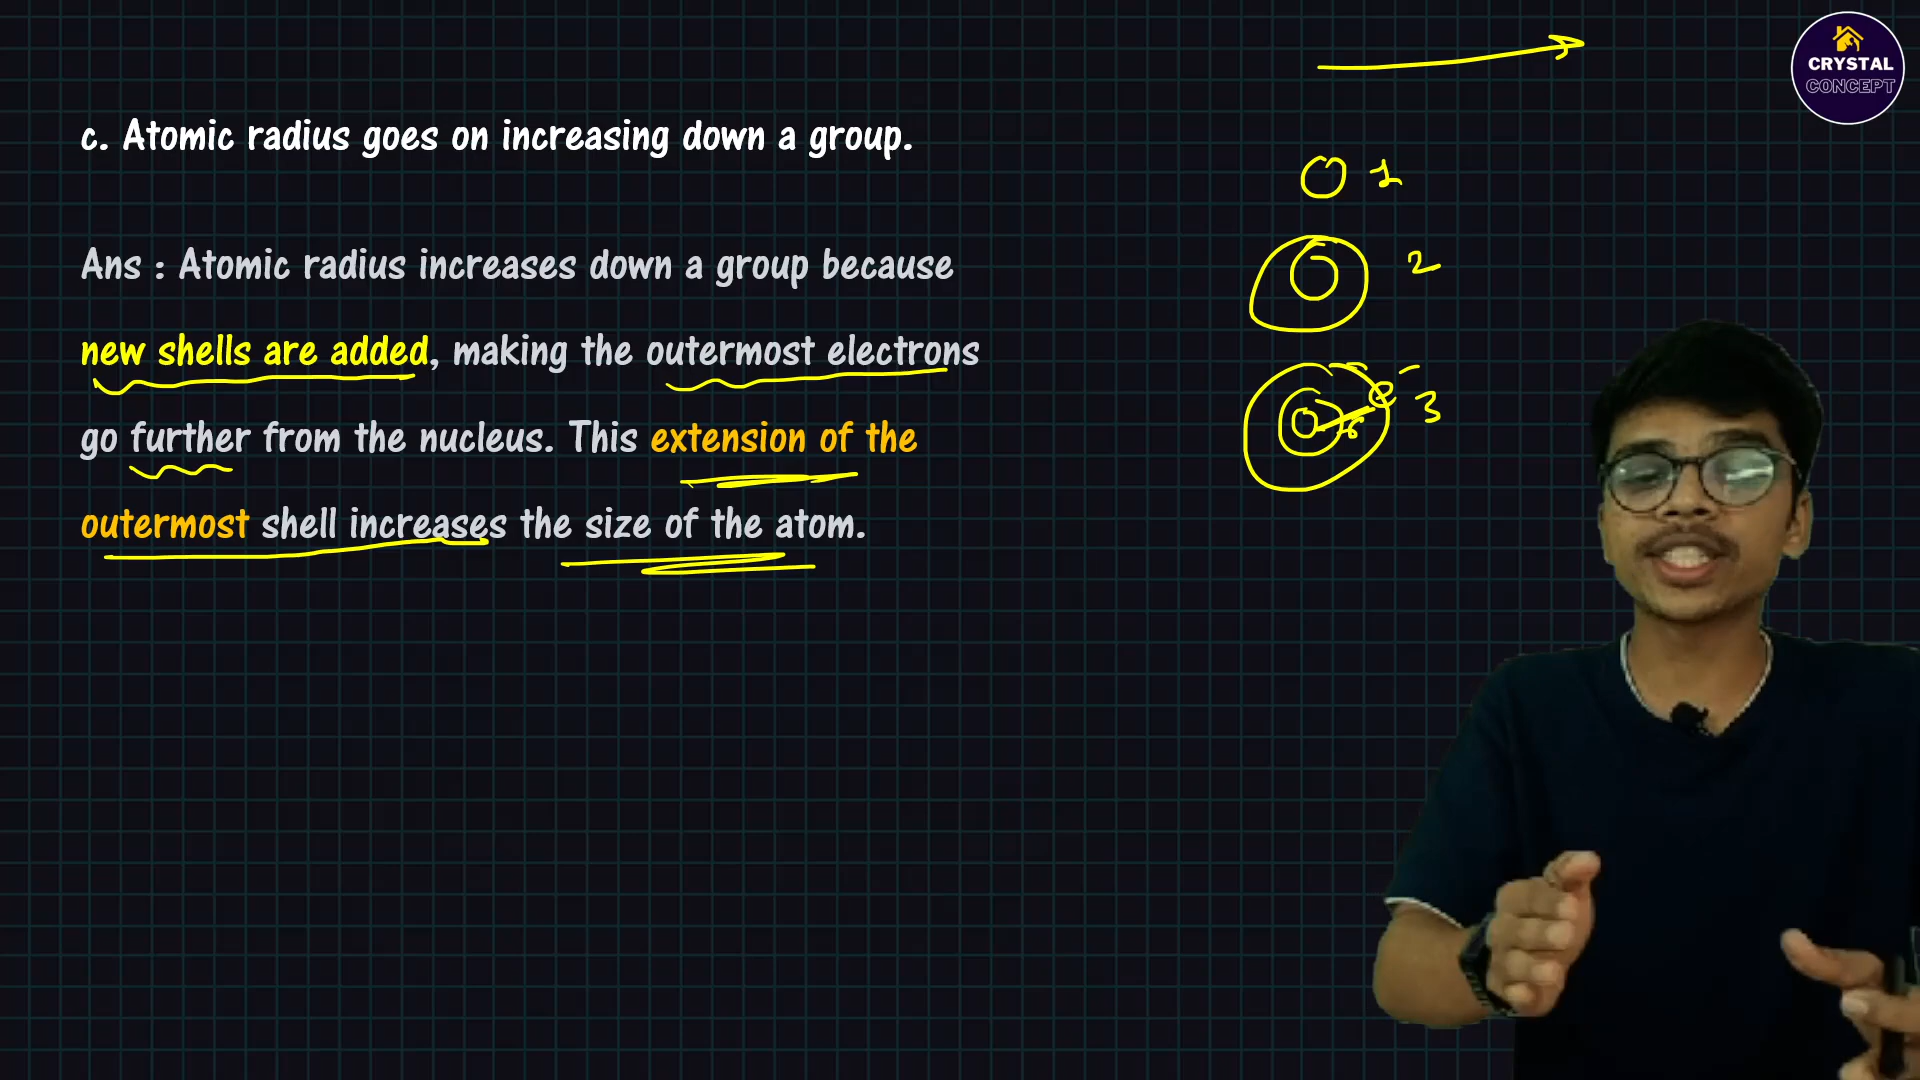 CRYSTAL
CONCEPT
c. Atomic radius goes on increasing down a group.
1
Ans : Atomic radius increases down a group because
2
new shells are added, making the outermost electrons
e⁻
3
go further from the nucleus. This extension of the
outermost shell increases the size of the atom.